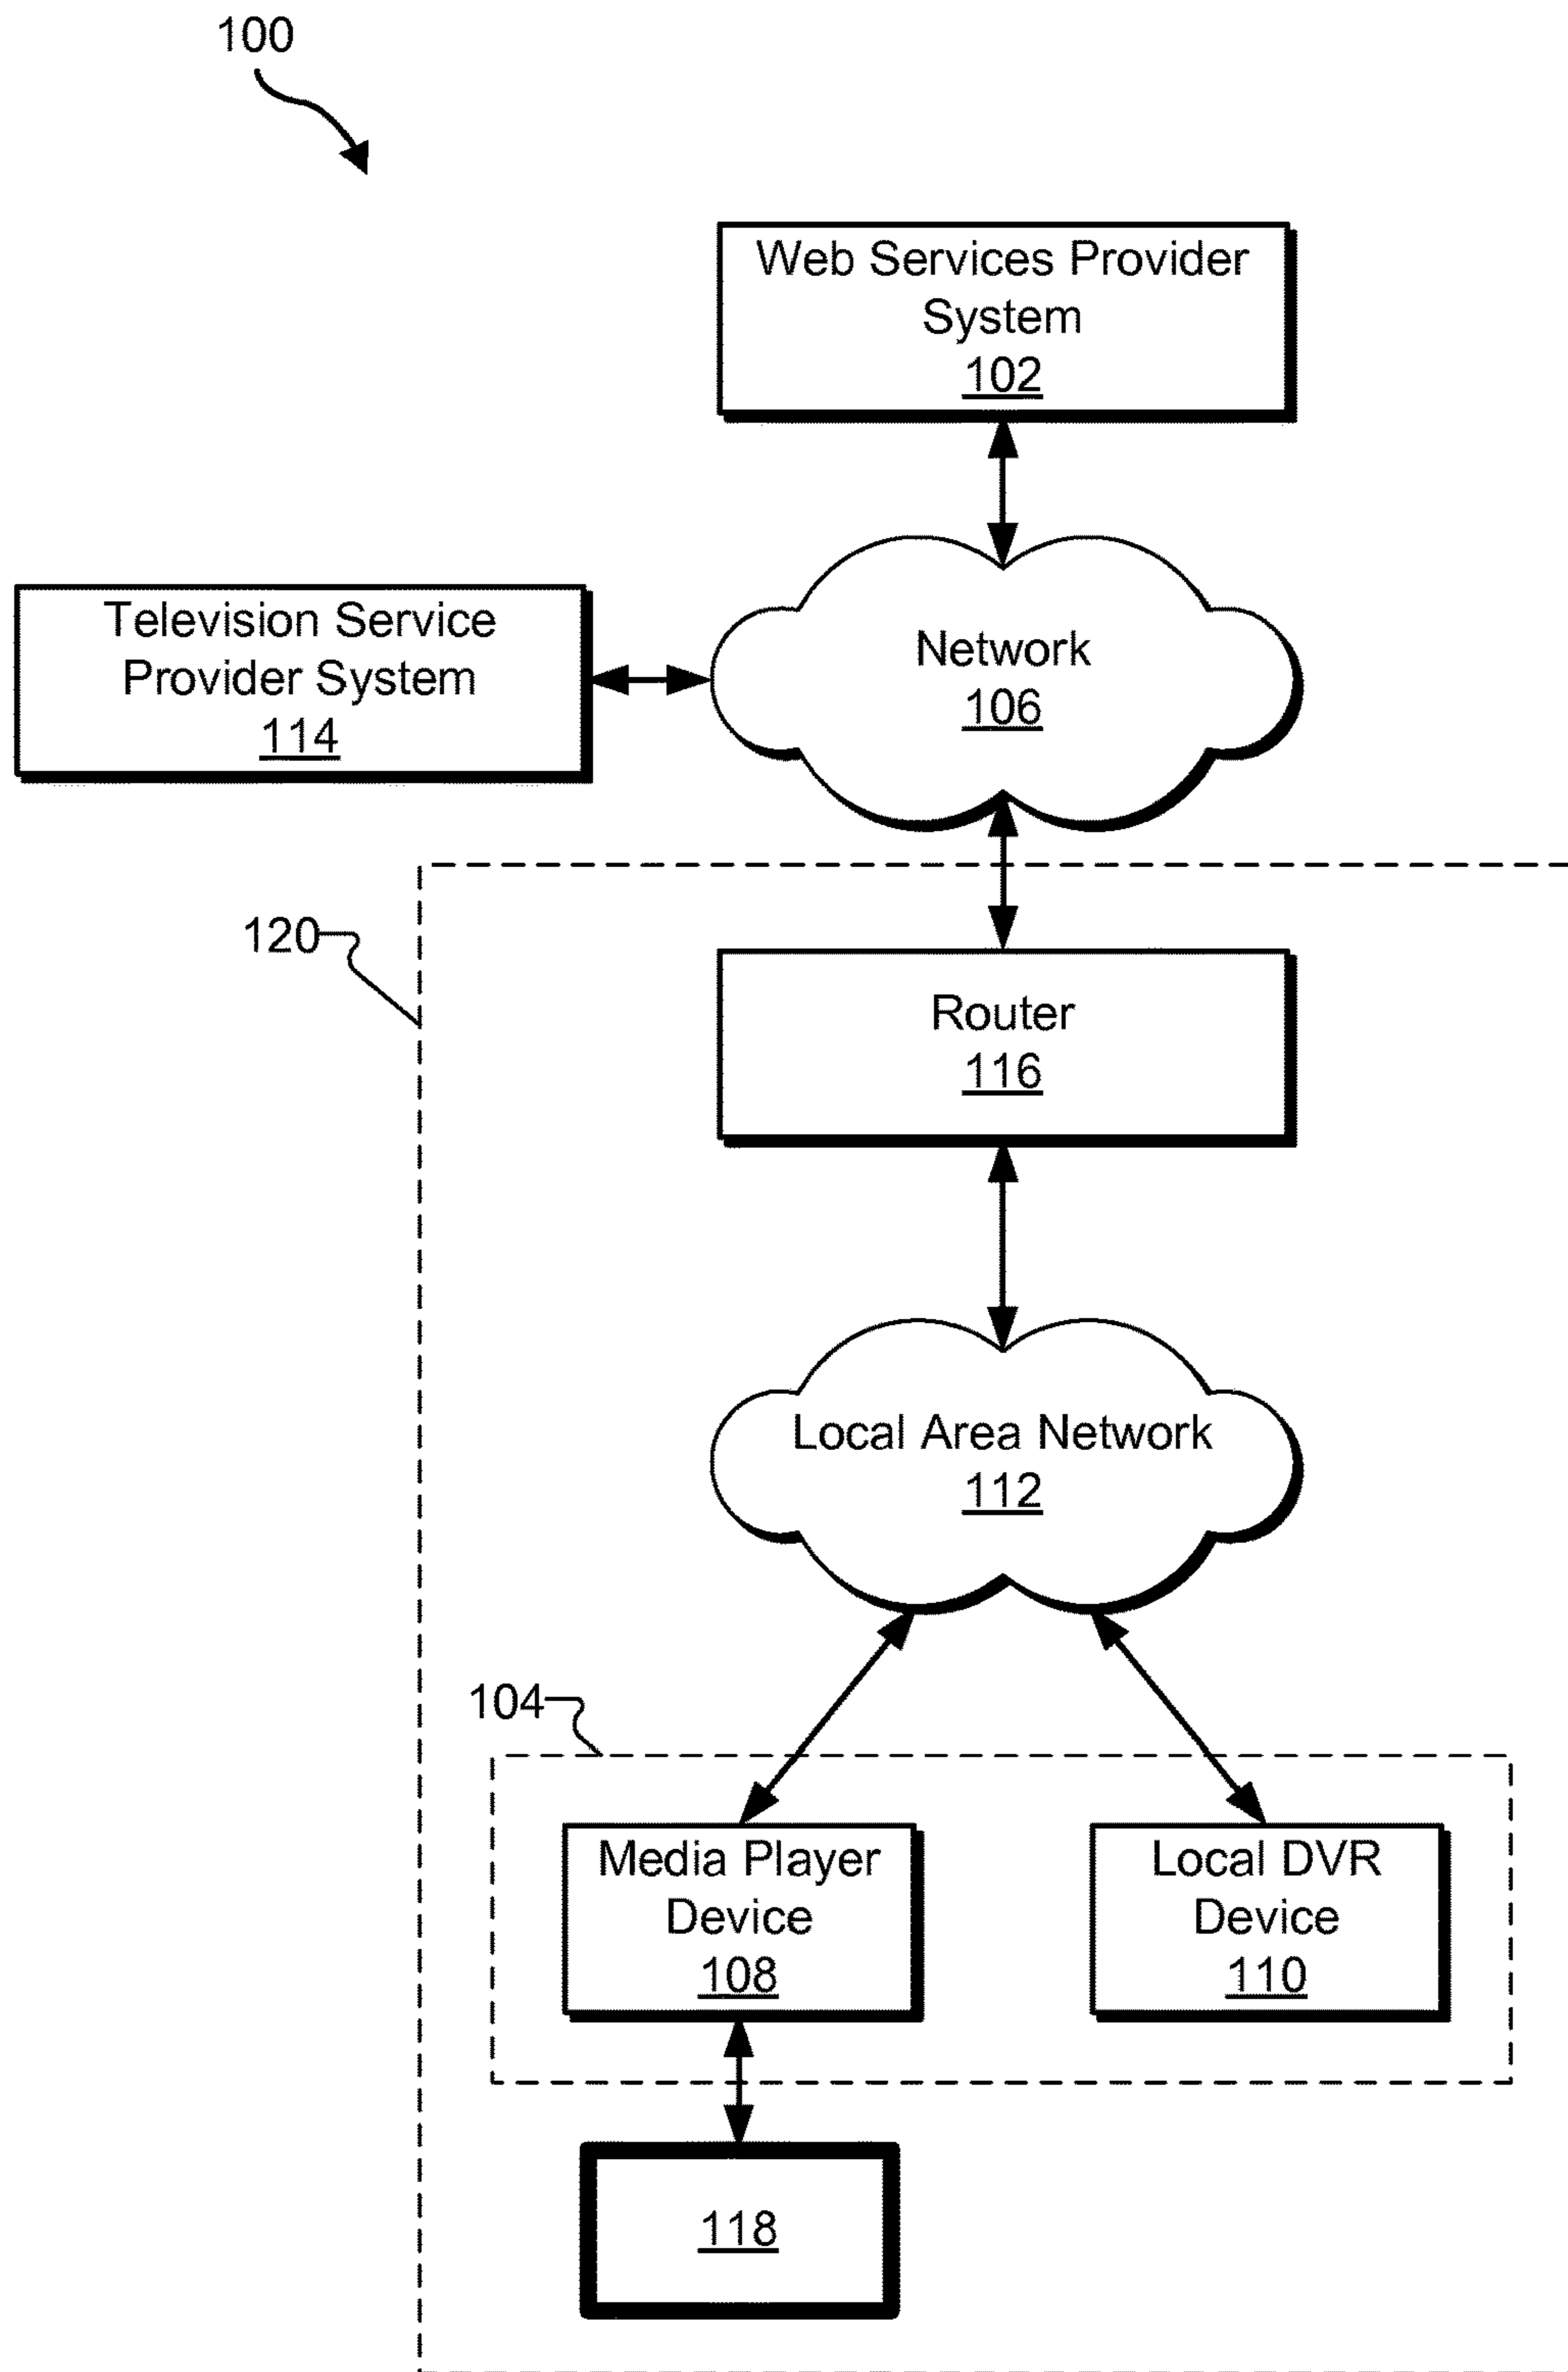 100
Web Services Provider
System
102
Television Service
Provider System
114
Network
106
120
Router
116
Local Area Network
112
104
Media Player
Device
108
Local DVR
Device
110
118